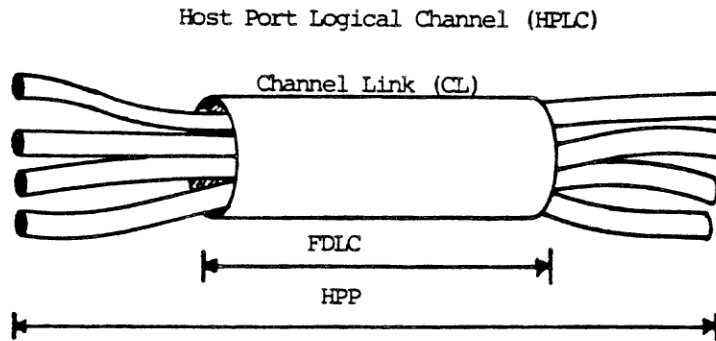 Host Port Logical Channel (HPLC)
Channel Link (CL)
FDLC
HPP